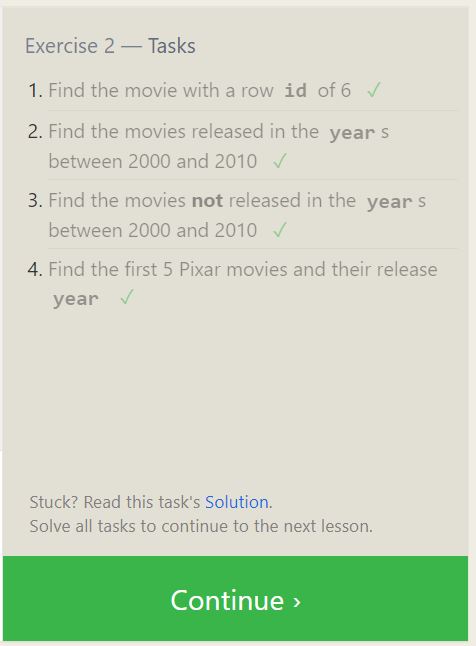 Exercise 2 — Tasks
1. Find the movie with a row id of 6 ✓
2. Find the movies released in the year s
between 2000 and 2010 ✓
3. Find the movies not released in the year s
between 2000 and 2010 ✓
4. Find the first 5 Pixar movies and their release
year ✓
Stuck? Read this task's Solution.
Solve all tasks to continue to the next lesson.
Continue ›